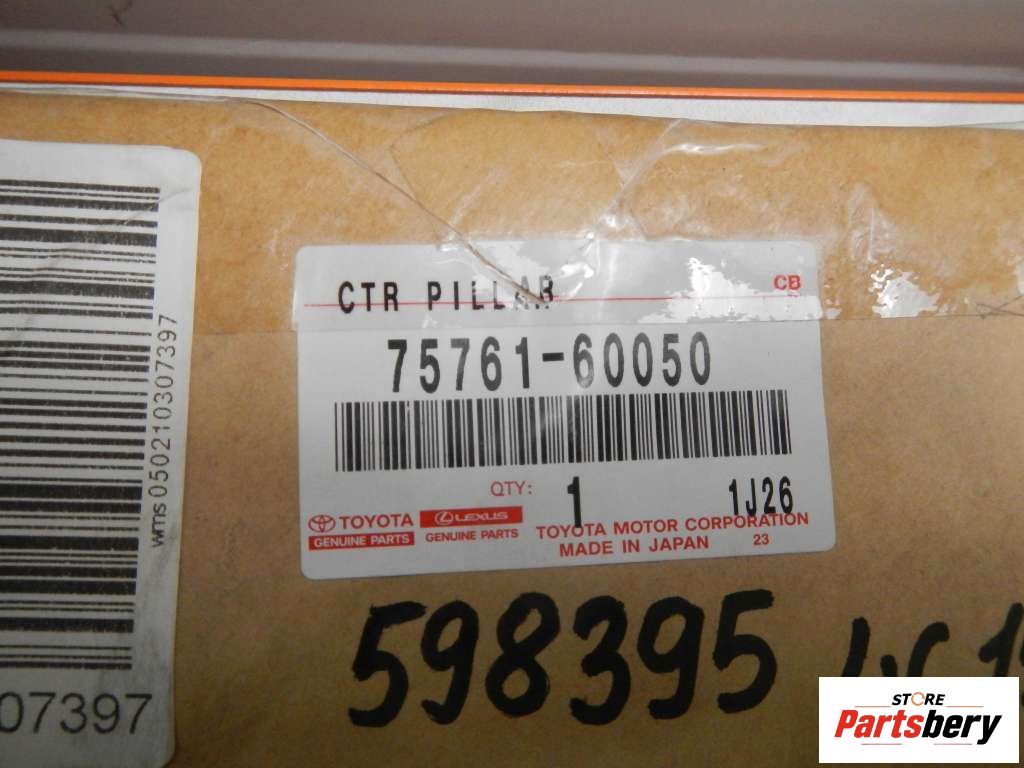 CTR PILLAR
CB
75761-60050
QTY: 1
1J26
TOYOTA
GENUINE PARTS
LEXUS
GENUINE PARTS
TOYOTA MOTOR CORPORATION
MADE IN JAPAN 23
wms050210307397
07397
598395
STORE
Partsbery